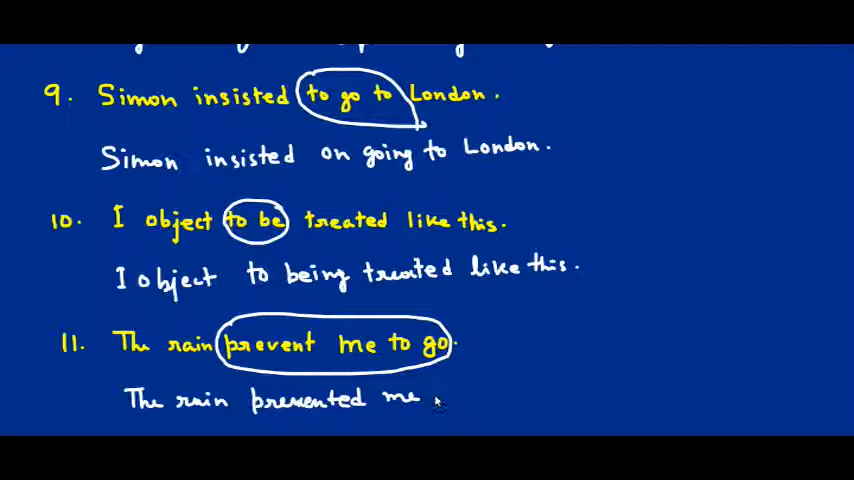 9. Simon insisted to go to London.
Simon insisted on going to London.
10. I object to be treated like this.
I object to being treated like this.
11. The rain prevent me to go.
The rain prevented me